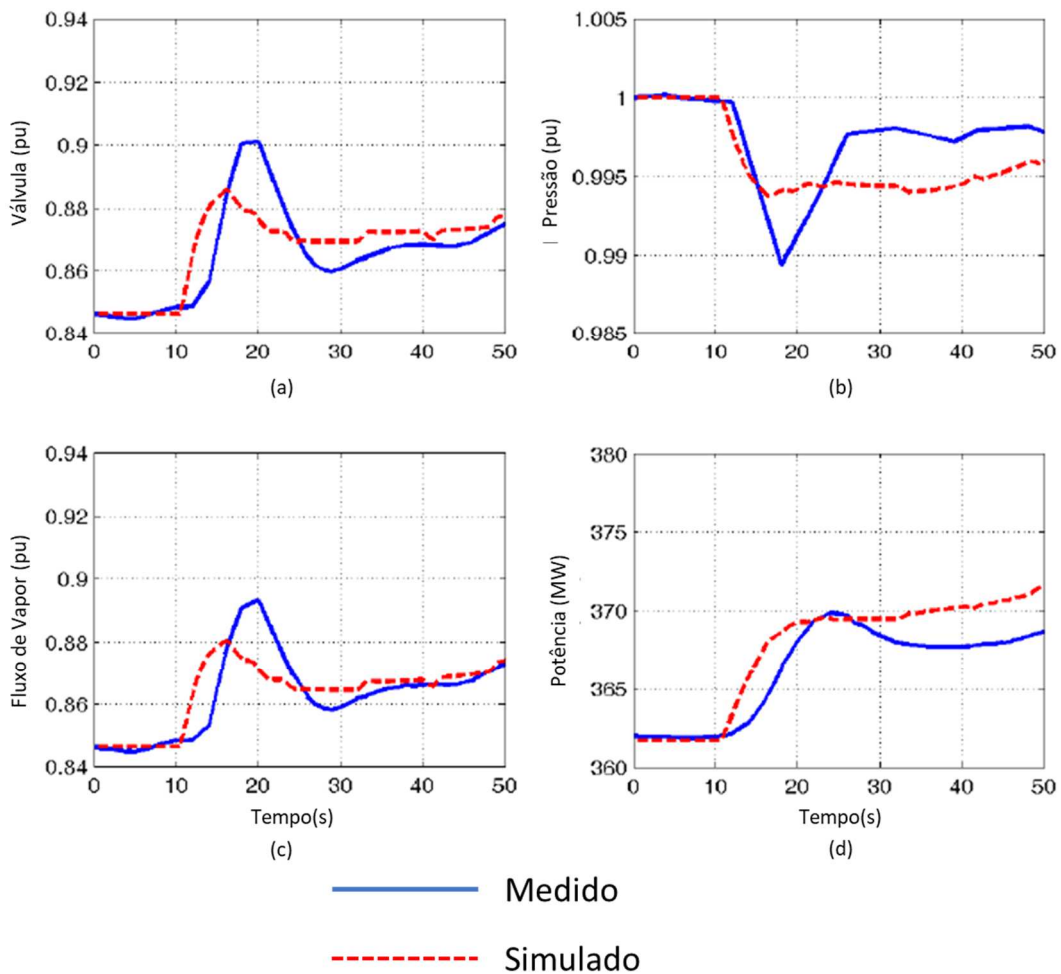 0.94
0.92
0.9
0.88
0.86
0.84
Válvula (pu)
0 10 20 30 40 50
(a)
1.005
1
0.995
0.99
0.985
| Pressão (pu)
0 10 20 30 40 50
(b)
0.94
0.92
0.9
0.88
0.86
0.84
Fluxo de Vapor (pu)
0 10 20 30 40 50
Tempo(s)
(c)
380
375
370
365
360
Potência (MW)
0 10 20 30 40 50
Tempo(s)
(d)
Medido
Simulado